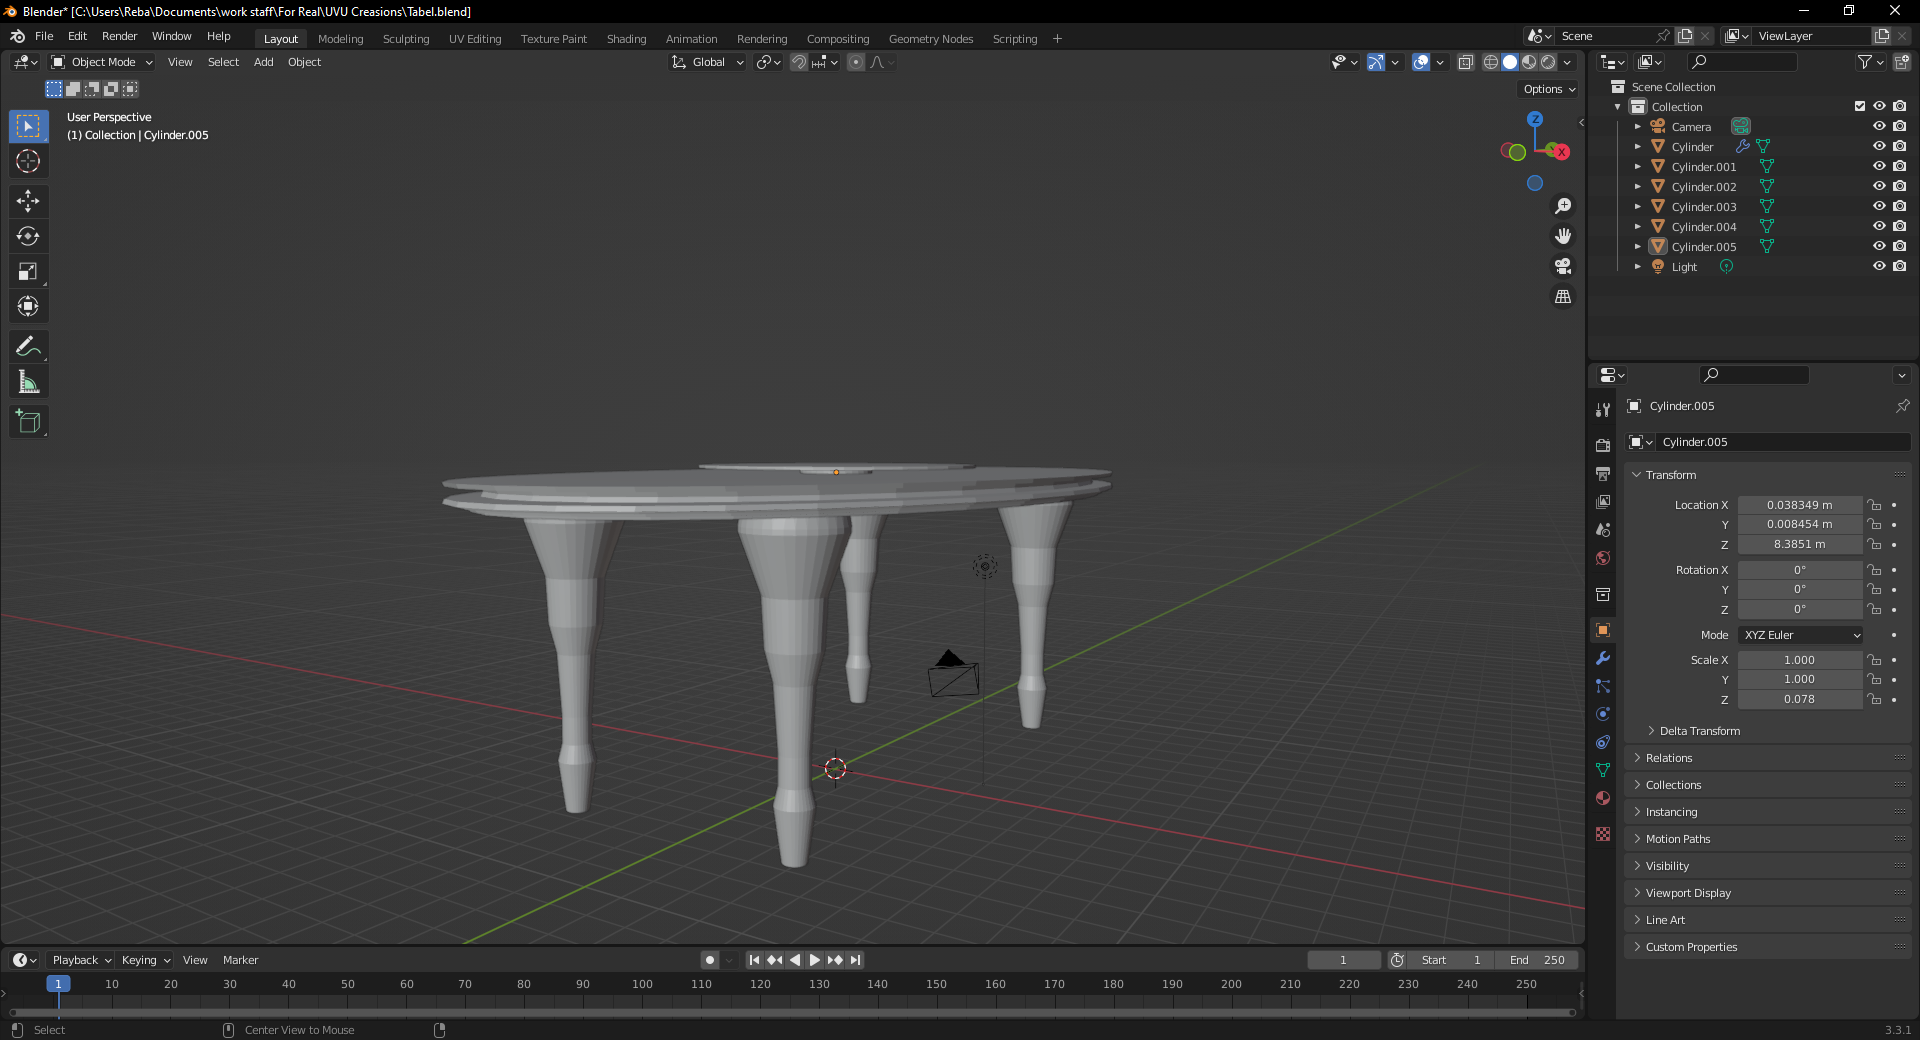 Blender* [C:\Users\Reba\Documents\work staff\For Real\UVU Creasions\Tabel.blend]
File Edit Render Window Help Layout Modeling Sculpting UV Editing Texture Paint Shading Animation Rendering Compositing Geometry Nodes Scripting + Scene ViewLayer
Object Mode View Select Add Object Global
Options
User Perspective
(1) Collection | Cylinder.005
Z
Y
X
Scene Collection
Collection
Camera
Cylinder
Cylinder.001
Cylinder.002
Cylinder.003
Cylinder.004
Cylinder.005
Light
Cylinder.005
Cylinder.005
Transform
Location X 0.038349 m
Y 0.008454 m
Z 8.3851 m
Rotation X 0°
Y 0°
Z 0°
Mode XYZ Euler
Scale X 1.000
Y 1.000
Z 0.078
Delta Transform
Relations
Collections
Instancing
Motion Paths
Visibility
Viewport Display
Line Art
Custom Properties
Playback Keying View Marker 1 Start 1 End 250
1 10 20 30 40 50 60 70 80 90 100 110 120 130 140 150 160 170 180 190 200 210 220 230 240 250
Select Center View to Mouse 3.3.1